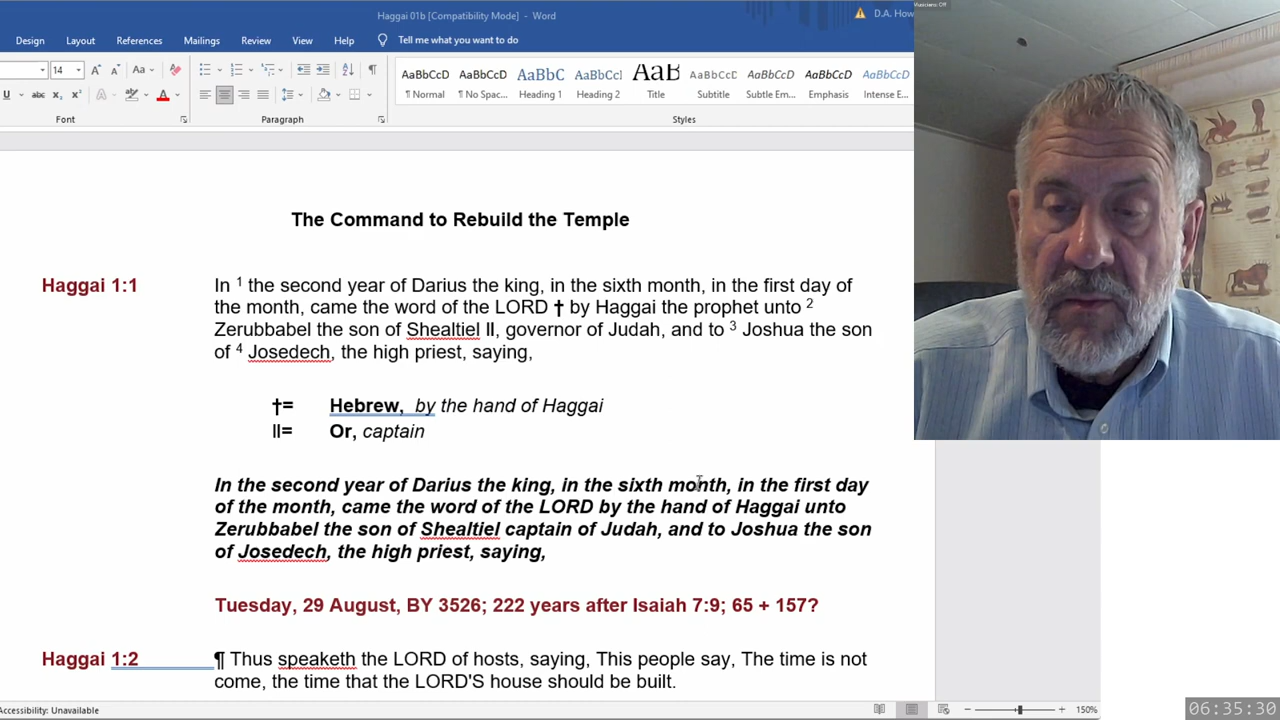 Haggai 01b [Compatibility Mode] - Word
D.A. How
Musicians: Off
Design Layout References Mailings Review View Help Tell me what you want to do
14 Aa
AaBbCcD AaBbCcD AaBbC AaBbCcl AaB AaBbCcD AaBbCcD AaBbCcD AaBbCcD
¶ Normal ¶ No Spac... Heading 1 Heading 2 Title Subtitle Subtle Em... Emphasis Intense E...
Font Paragraph Styles
The Command to Rebuild the Temple
Haggai 1:1 In 1 the second year of Darius the king, in the sixth month, in the first day of
the month, came the word of the LORD † by Haggai the prophet unto 2
Zerubbabel the son of Shealtiel ll, governor of Judah, and to 3 Joshua the son
of 4 Josedech, the high priest, saying,
†= Hebrew, by the hand of Haggai
ll= Or, captain
In the second year of Darius the king, in the sixth month, in the first day
of the month, came the word of the LORD by the hand of Haggai unto
Zerubbabel the son of Shealtiel captain of Judah, and to Joshua the son
of Josedech, the high priest, saying,
Tuesday, 29 August, BY 3526; 222 years after Isaiah 7:9; 65 + 157?
Haggai 1:2 ¶ Thus speaketh the LORD of hosts, saying, This people say, The time is not
come, the time that the LORD'S house should be built.
Accessibility: Unavailable
150%
06:35:30